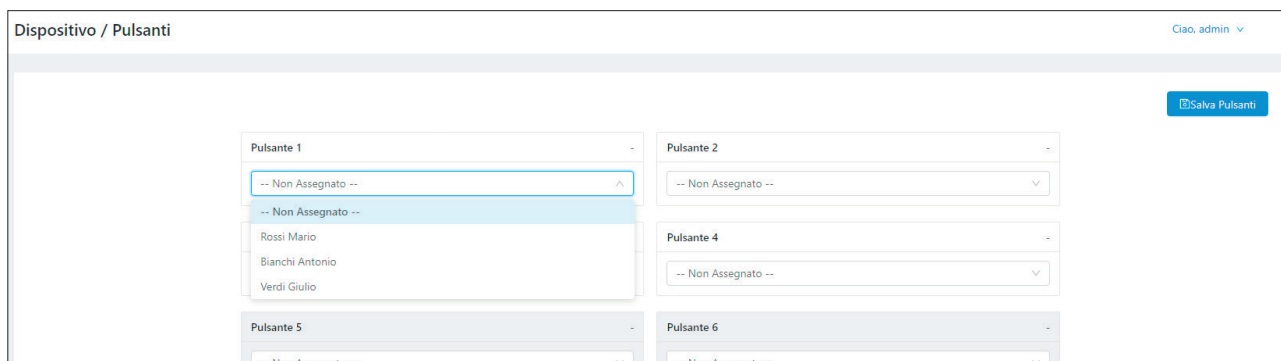 Dispositivo / Pulsanti
Ciao, admin
Salva Pulsanti
Pulsante 1 -
-- Non Assegnato --
-- Non Assegnato --
Rossi Mario
Bianchi Antonio
Verdi Giulio
Pulsante 2 -
-- Non Assegnato --
Pulsante 4 -
-- Non Assegnato --
Pulsante 5 -
Pulsante 6 -